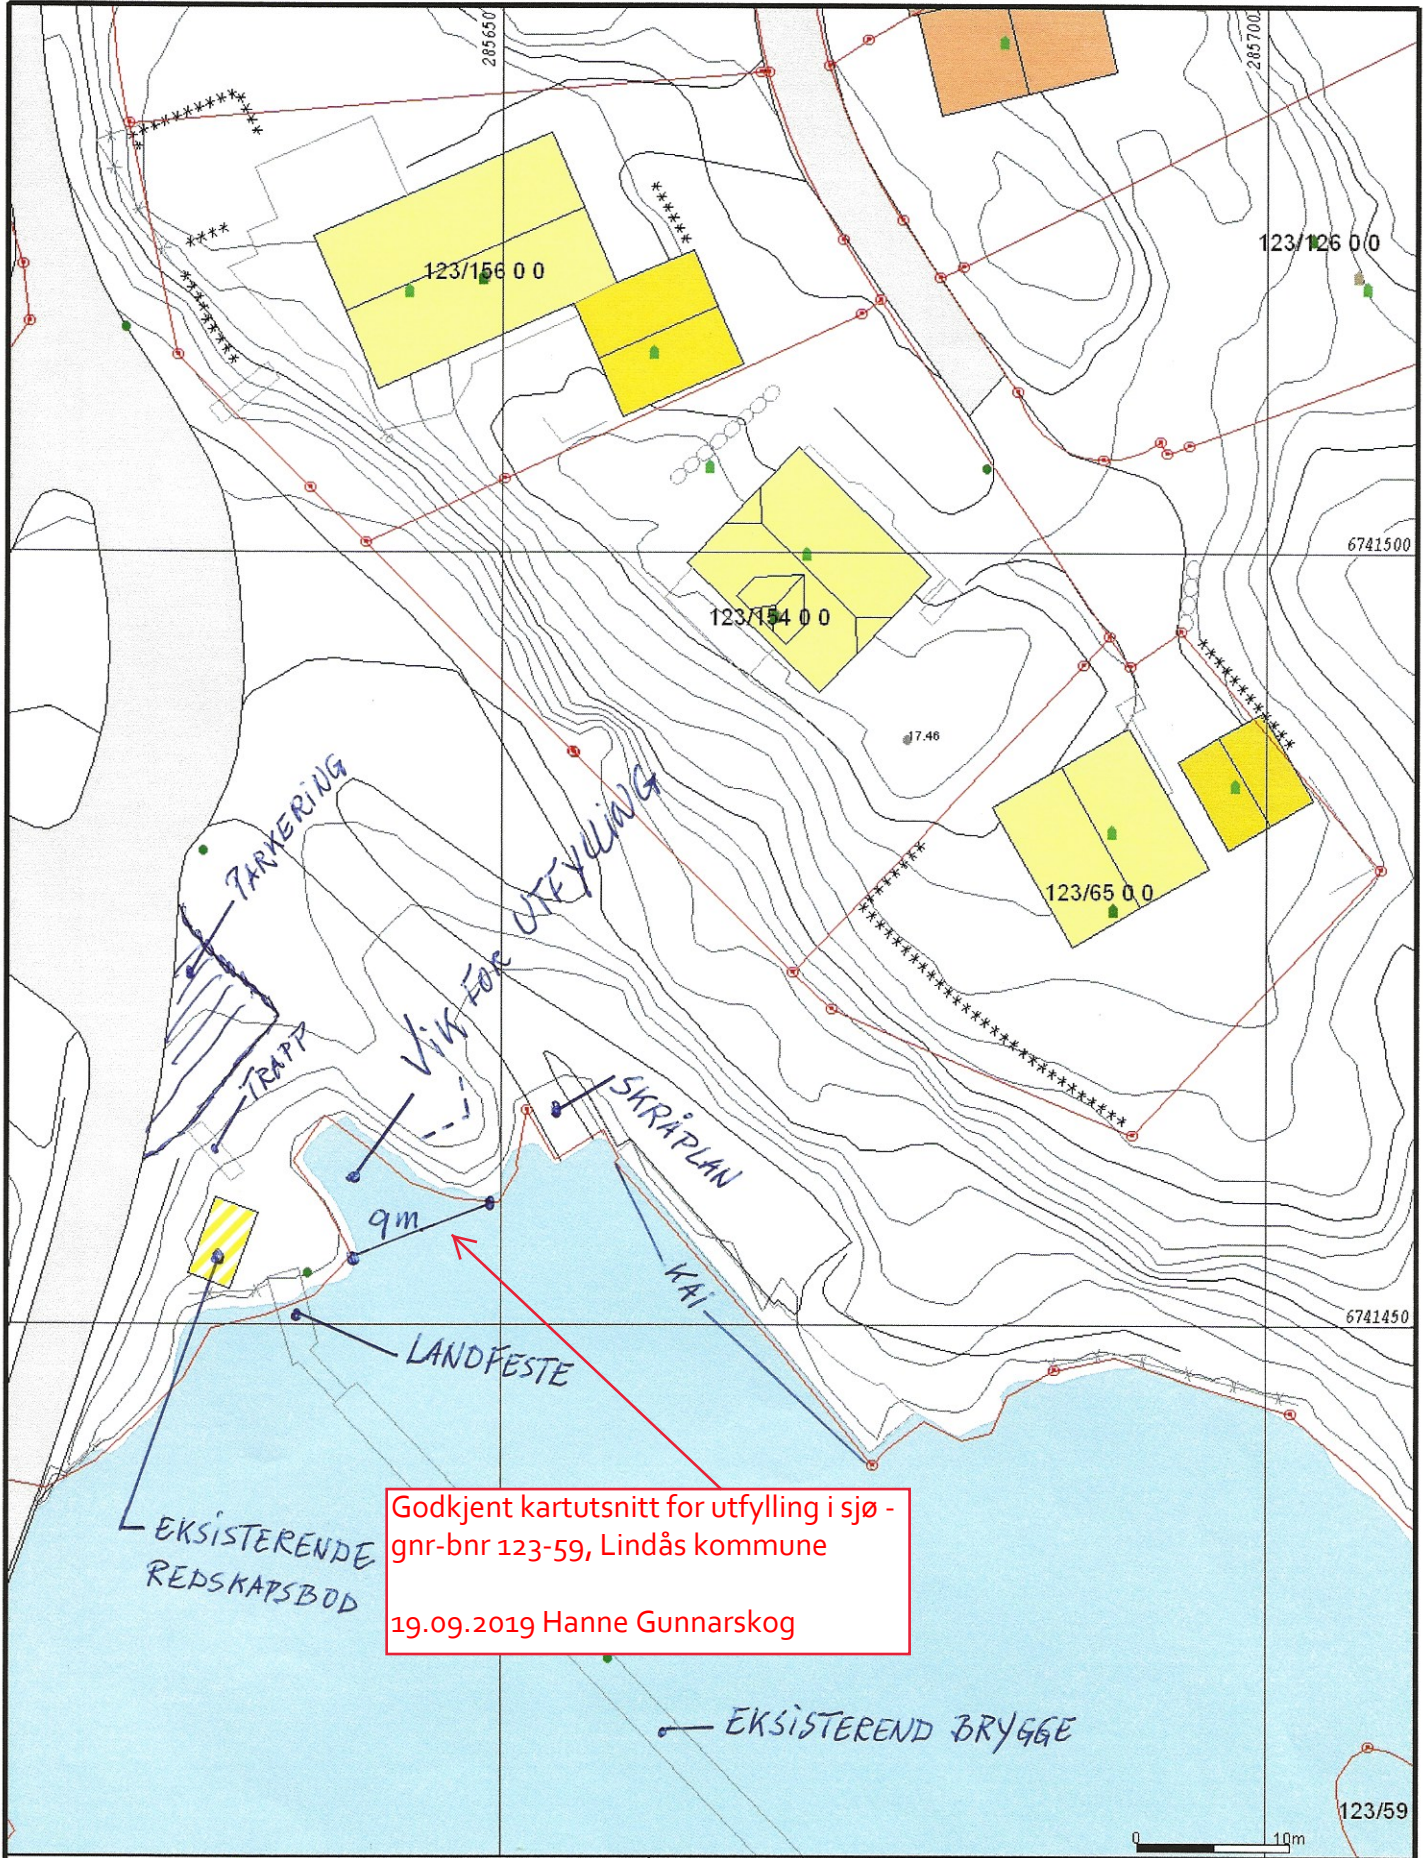 285650
285700
123/156 0 0
123/126 0 0
6741500
123/154 0 0
17.46
123/65 0 0
PARKERING
VIK FOR UTFYLLING
TRAPP
SKRÅPLAN
9m
KAI
6741450
LANDFESTE
Godkjent kartutsnitt for utfylling i sjø -
gnr-bnr 123-59, Lindås kommune
19.09.2019 Hanne Gunnarskog
EKSISTERENDE
REDSKAPSBOD
EKSISTEREND BRYGGE
123/59
0 10m